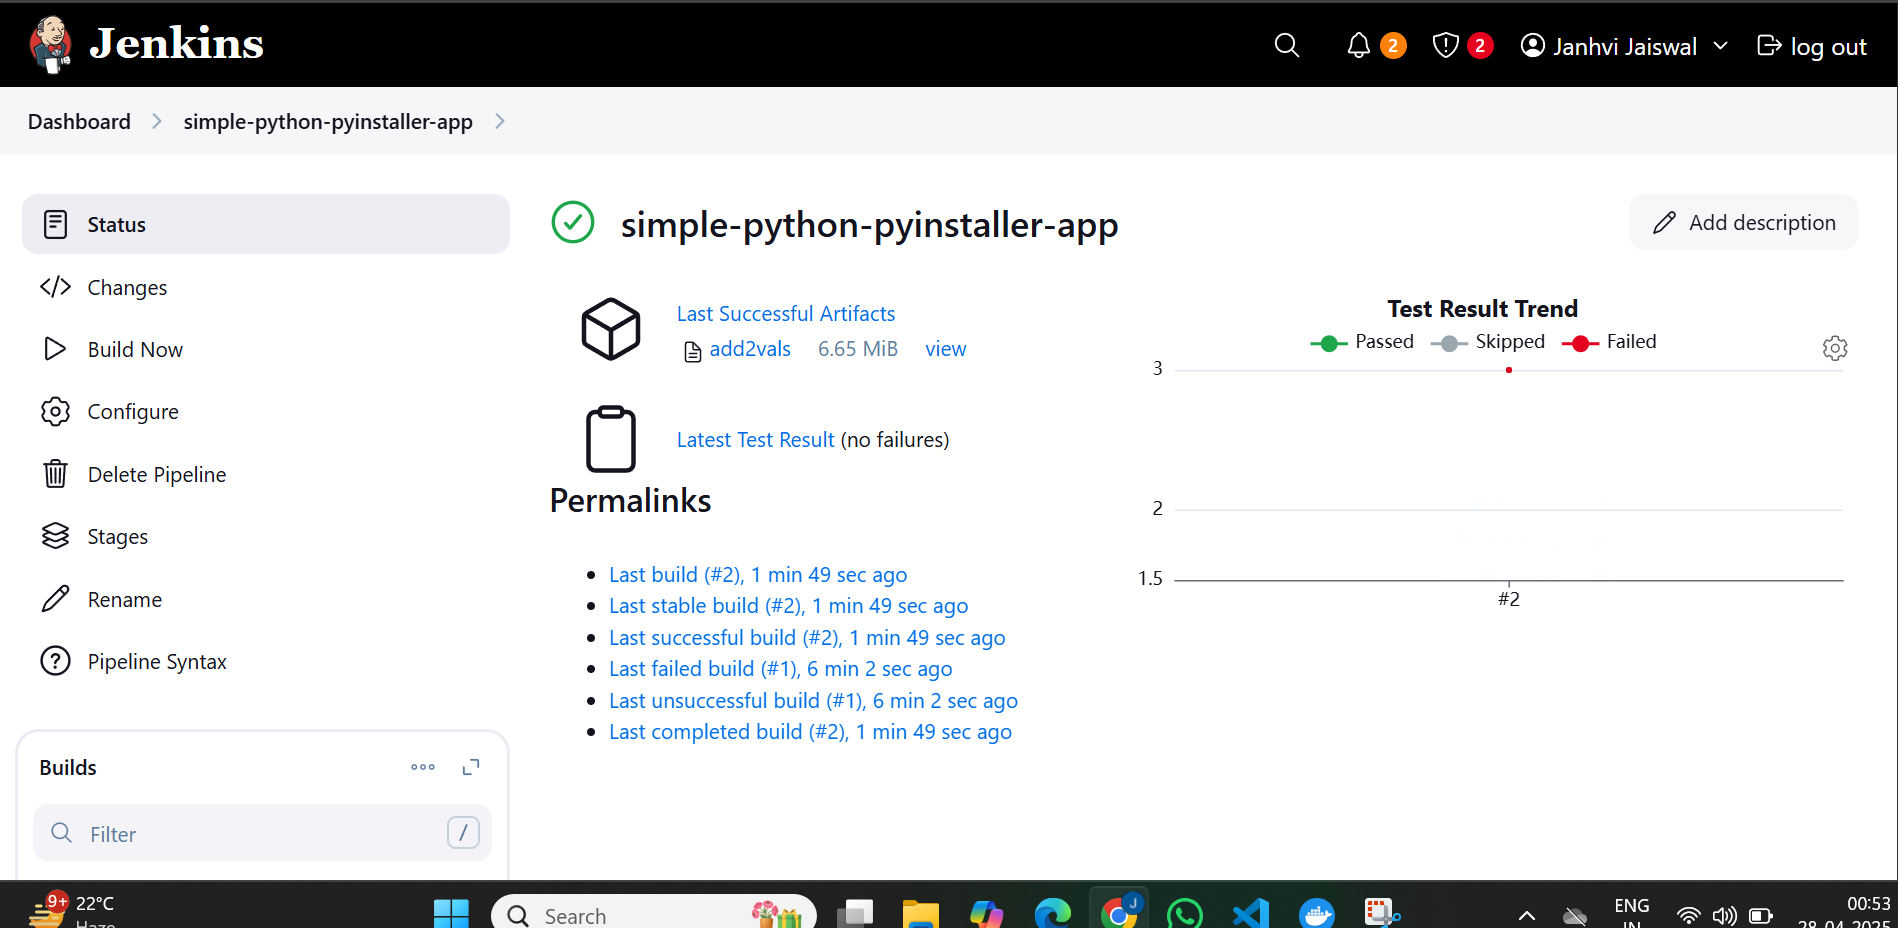 Jenkins
2
2
Janhvi Jaiswal
log out
Dashboard
simple-python-pyinstaller-app
Status
Changes
Build Now
Configure
Delete Pipeline
Stages
Rename
Pipeline Syntax
Builds
Filter
/
simple-python-pyinstaller-app
Add description
Last Successful Artifacts
add2vals 6.65 MiB view
Latest Test Result (no failures)
Permalinks
Last build (#2), 1 min 49 sec ago
Last stable build (#2), 1 min 49 sec ago
Last successful build (#2), 1 min 49 sec ago
Last failed build (#1), 6 min 2 sec ago
Last unsuccessful build (#1), 6 min 2 sec ago
Last completed build (#2), 1 min 49 sec ago
Test Result Trend
Passed Skipped Failed
3
2
1.5
#2
9+
22°C
Haze
Search
J
ENG
IN
00:53
28-04-2025